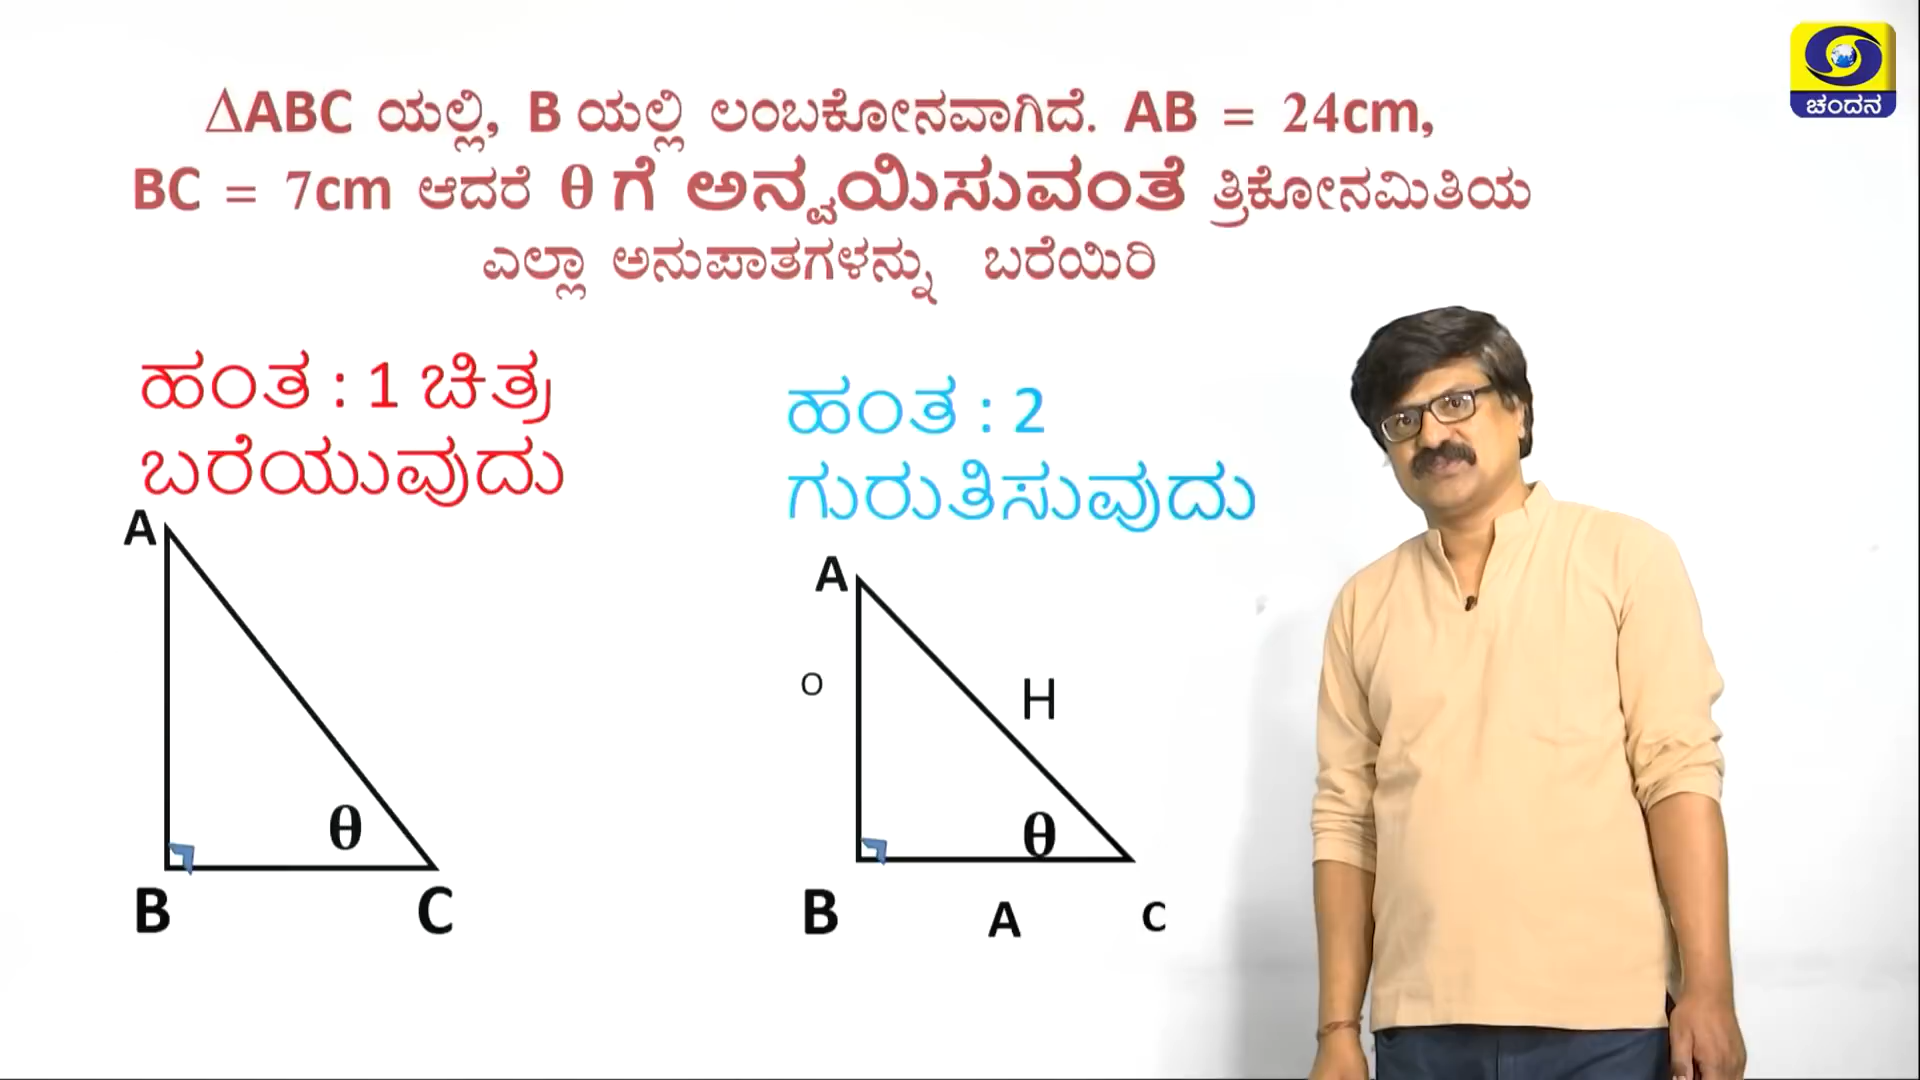 ಚಂದನ
∆ABC ಯಲ್ಲಿ, B ಯಲ್ಲಿ ಲಂಬಕೋನವಾಗಿದೆ. AB = 24cm,
BC = 7cm ಆದರೆ θ ಗೆ ಅನ್ವಯಿಸುವಂತೆ ತ್ರಿಕೋನಮಿತಿಯ
ಎಲ್ಲಾ ಅನುಪಾತಗಳನ್ನು ಬರೆಯಿರಿ
ಹಂತ : 1 ಚಿತ್ರ
ಬರೆಯುವುದು
A
θ
B C
ಹಂತ : 2
ಗುರುತಿಸುವುದು
A
O H
θ
B A C